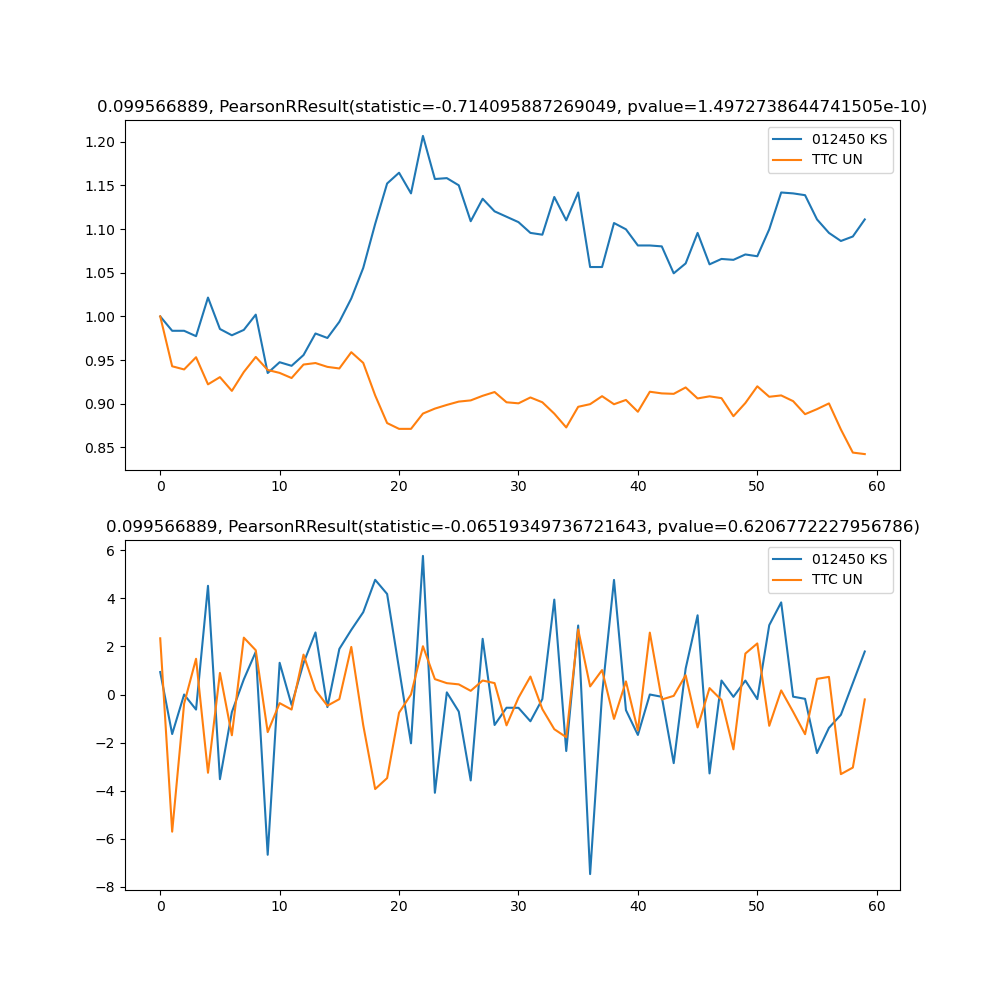 0.099566889, PearsonRResult(statistic=-0.714095887269049, pvalue=1.4972738644741505e-10)
012450 KS
TTC UN
1.20
1.15
1.10
1.05
1.00
0.95
0.90
0.85
0 10 20 30 40 50 60
0.099566889, PearsonRResult(statistic=-0.06519349736721643, pvalue=0.6206772227956786)
012450 KS
TTC UN
6
4
2
0
−2
−4
−6
−8
0 10 20 30 40 50 60